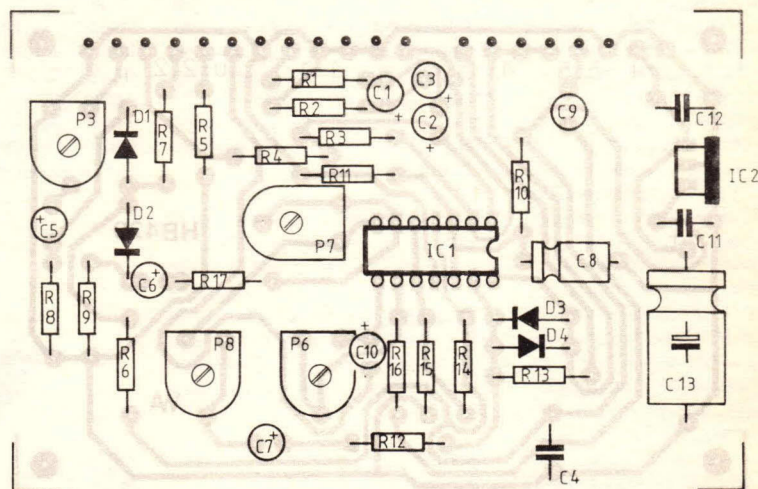 R1
C3
C1
P3
D1
R2
C2
C9
C12
R7
R5
R3
R4
R11
R10
IC2
D2
P7
C11
C5
IC1
C8
C6
R17
R8
R9
D3
P8
P6
D4
C10
R6
R16
R15
R14
R13
C13
C7
R12
C4